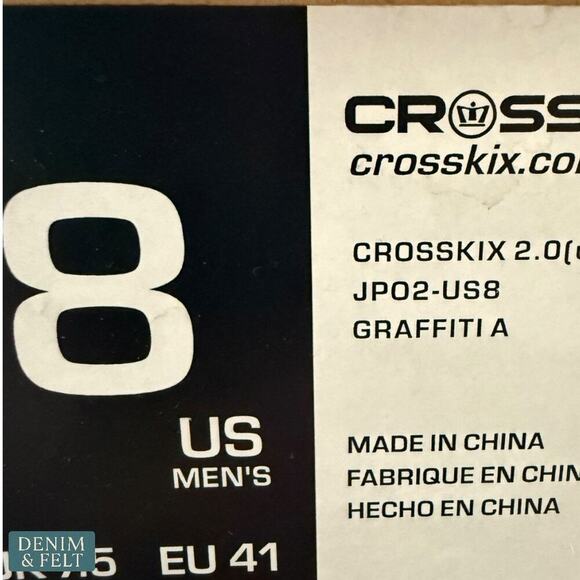 8
US
MEN'S
EU 41
CROSS
crosskix.co
CROSSKIX 2.0(
JP02-US8
GRAFFITI A
MADE IN CHINA
FABRIQUE EN CHIN
HECHO EN CHINA
DENIM
& FELT